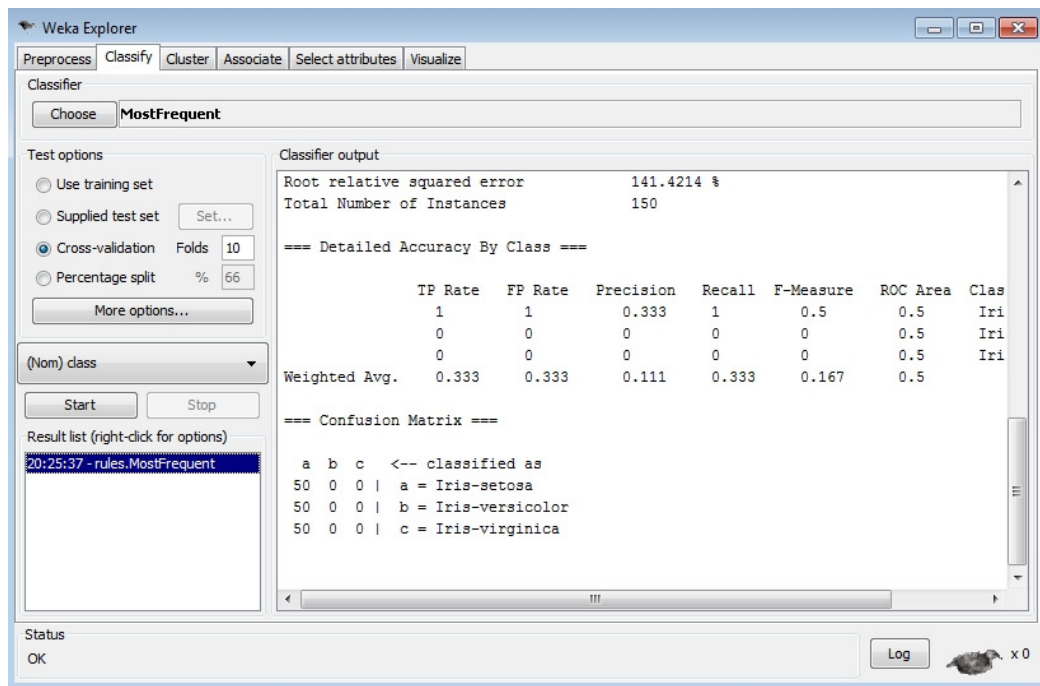 Weka Explorer
Preprocess Classify Cluster Associate Select attributes Visualize
Classifier
Choose MostFrequent
Test options
Use training set
Supplied test set Set...
Cross-validation Folds 10
Percentage split % 66
More options...
(Nom) class
Start Stop
Result list (right-click for options)
20:25:37 - rules.MostFrequent
Classifier output
Root relative squared error 141.4214 %
Total Number of Instances 150
=== Detailed Accuracy By Class ===
TP Rate FP Rate Precision Recall F-Measure ROC Area Clas
1 1 0.333 1 0.5 0.5 Iri
0 0 0 0 0 0.5 Iri
0 0 0 0 0 0.5 Iri
Weighted Avg. 0.333 0.333 0.111 0.333 0.167 0.5
=== Confusion Matrix ===
a b c <-- classified as
50 0 0 | a = Iris-setosa
50 0 0 | b = Iris-versicolor
50 0 0 | c = Iris-virginica
Status
OK
Log x 0